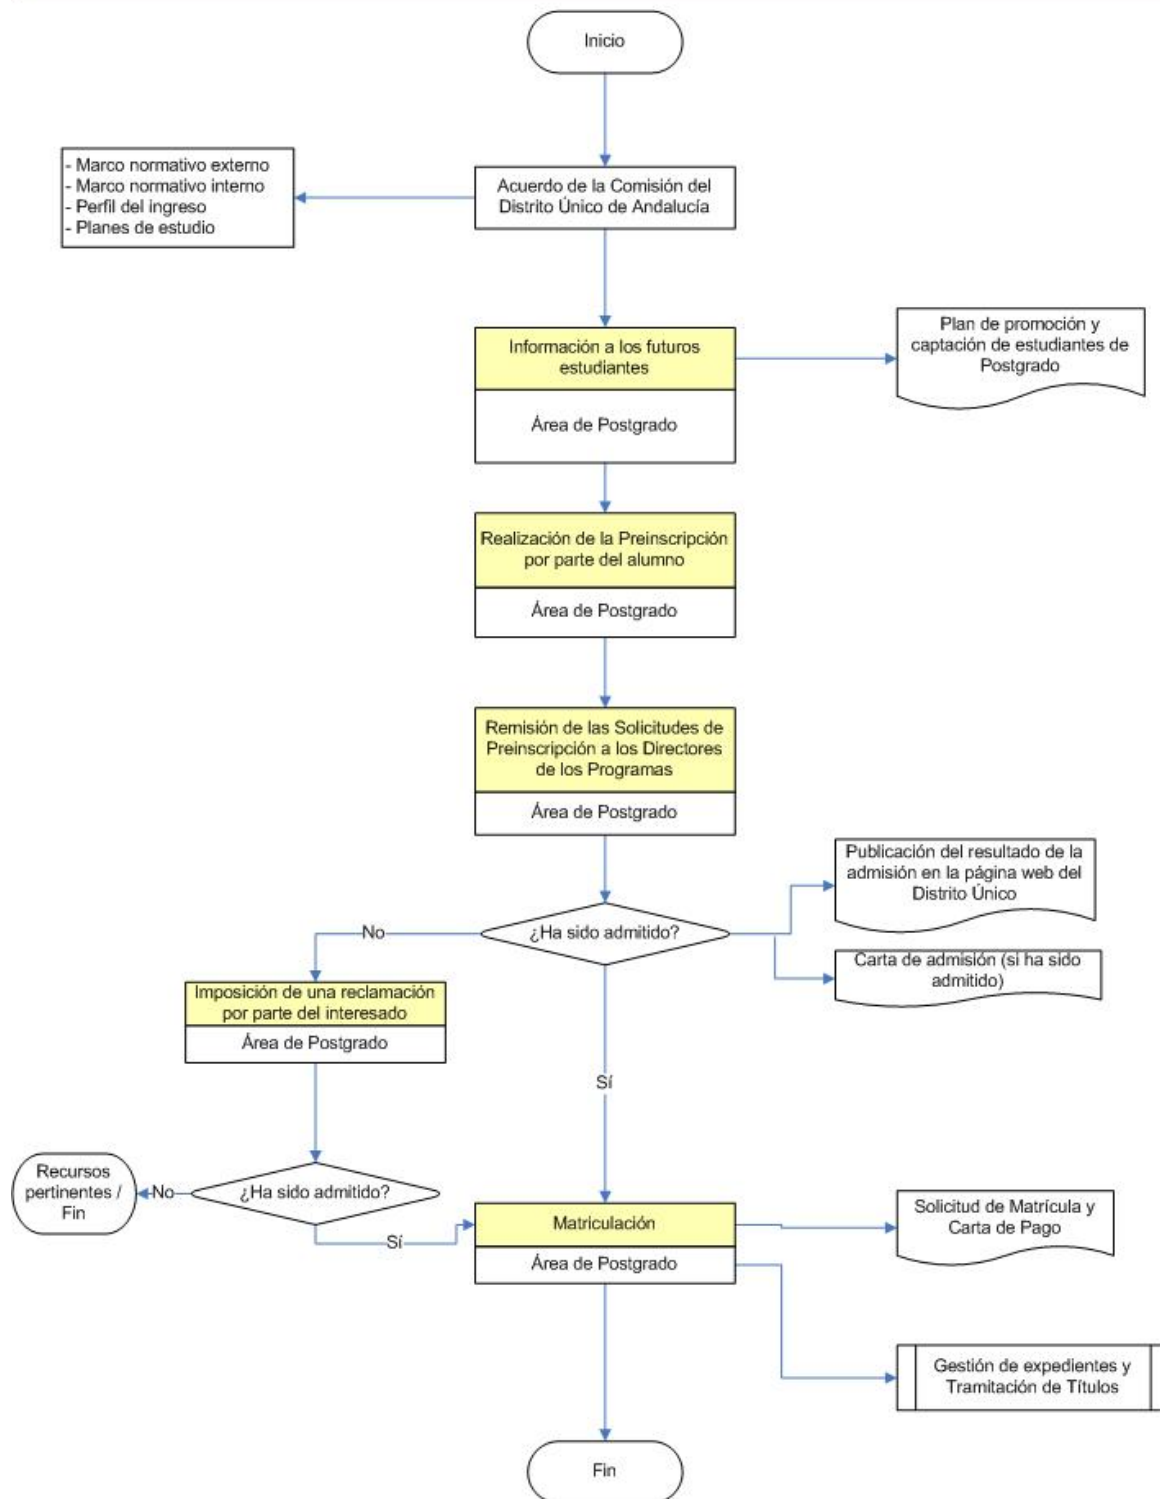 Inicio
- Marco normativo externo
- Marco normativo interno
- Perfil del ingreso
- Planes de estudio
Acuerdo de la Comisión del
Distrito Único de Andalucía
Información a los futuros
estudiantes
Área de Postgrado
Plan de promoción y
captación de estudiantes de
Postgrado
Realización de la Preinscripción
por parte del alumno
Área de Postgrado
Remisión de las Solicitudes de
Preinscripción a los Directores
de los Programas
Área de Postgrado
Publicación del resultado de la
admisión en la página web del
Distrito Único
No
¿Ha sido admitido?
Carta de admisión (si ha sido
admitido)
Imposición de una reclamación
por parte del interesado
Área de Postgrado
Sí
Recursos
pertinentes /
Fin
No
¿Ha sido admitido?
Sí
Matriculación
Área de Postgrado
Solicitud de Matrícula y
Carta de Pago
Gestión de expedientes y
Tramitación de Títulos
Fin